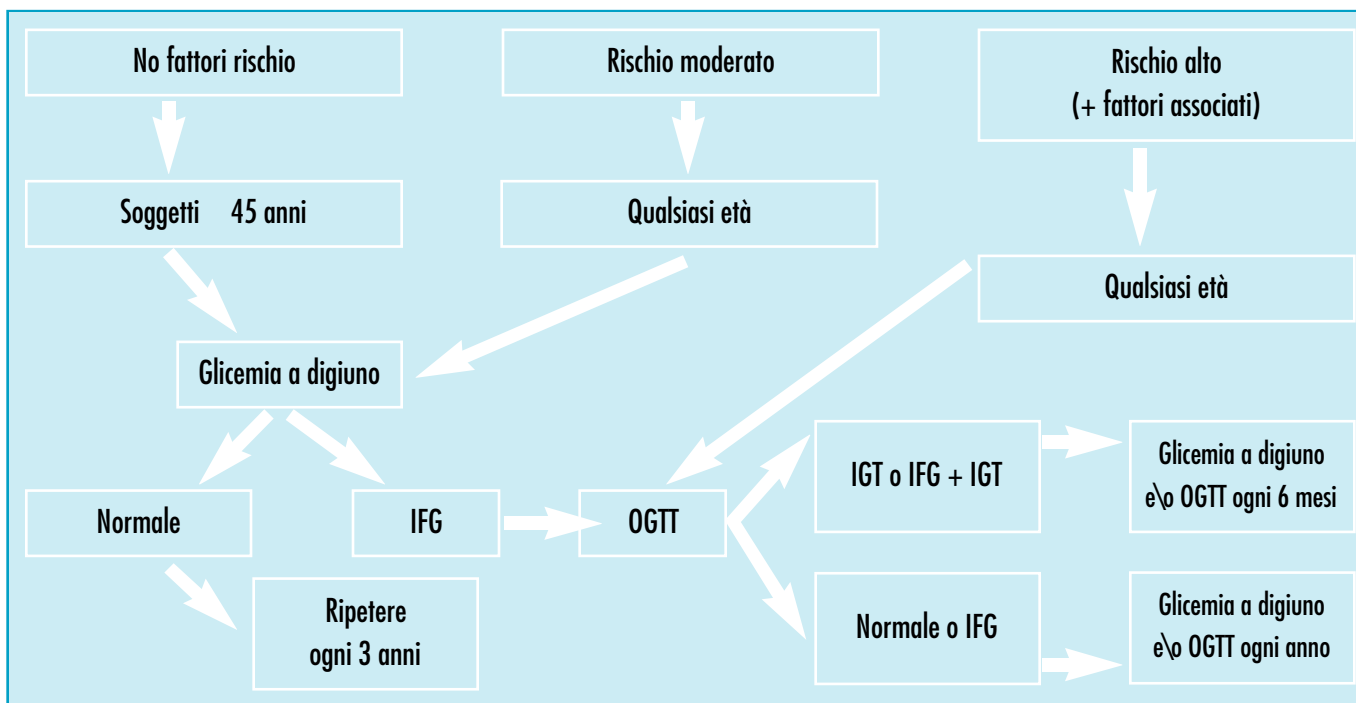 No fattori rischio
Rischio moderato
Rischio alto
(+ fattori associati)
Soggetti 45 anni
Qualsiasi età
Qualsiasi età
Glicemia a digiuno
Normale
IFG
OGTT
IGT o IFG + IGT
Glicemia a digiuno
e\o OGTT ogni 6 mesi
Ripetere
ogni 3 anni
Normale o IFG
Glicemia a digiuno
e\o OGTT ogni anno